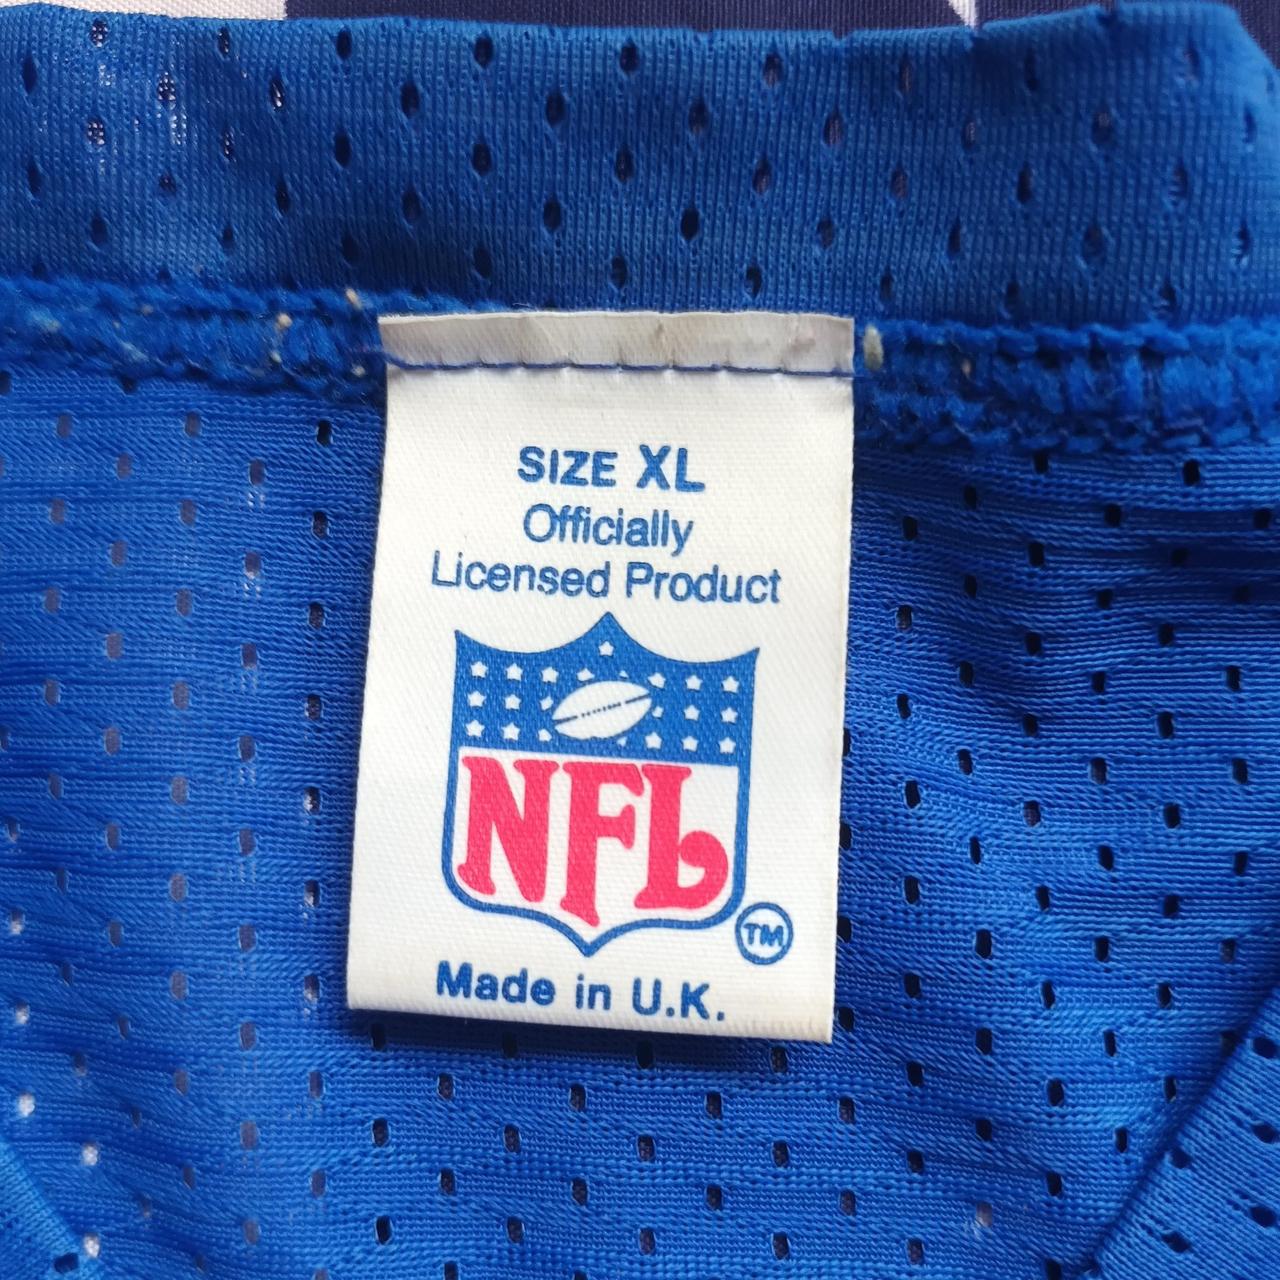 SIZE XL
Officially
Licensed Product
NFL
TM
Made in U.K.